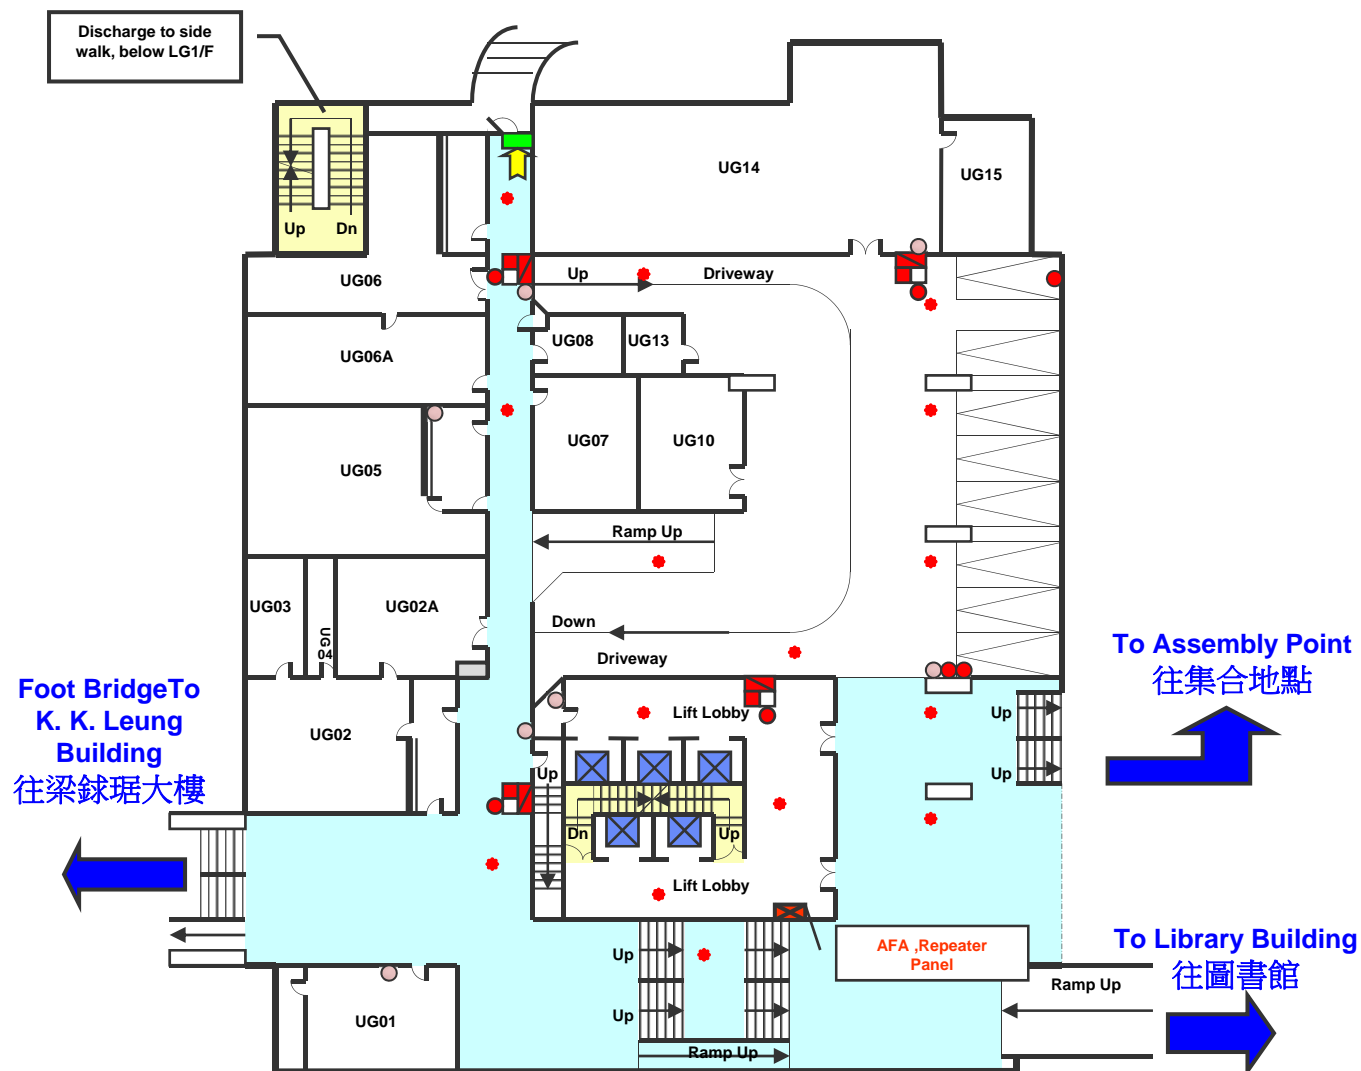 Discharge to side
walk, below LG1/F
Up
Dn
UG14
UG15
UG06
Up
Driveway
UG06A
UG08
UG13
UG05
UG07
UG10
Ramp Up
UG03
UG
04
UG02A
Down
Driveway
To Assembly Point
往集合地點
Foot BridgeTo
K. K. Leung
Building
往梁銶琚大樓
UG02
Lift Lobby
Up
Up
Up
Dn
Up
Lift Lobby
AFA ,Repeater
Panel
To Library Building
往圖書館
Up
Up
Ramp Up
UG01
Ramp Up